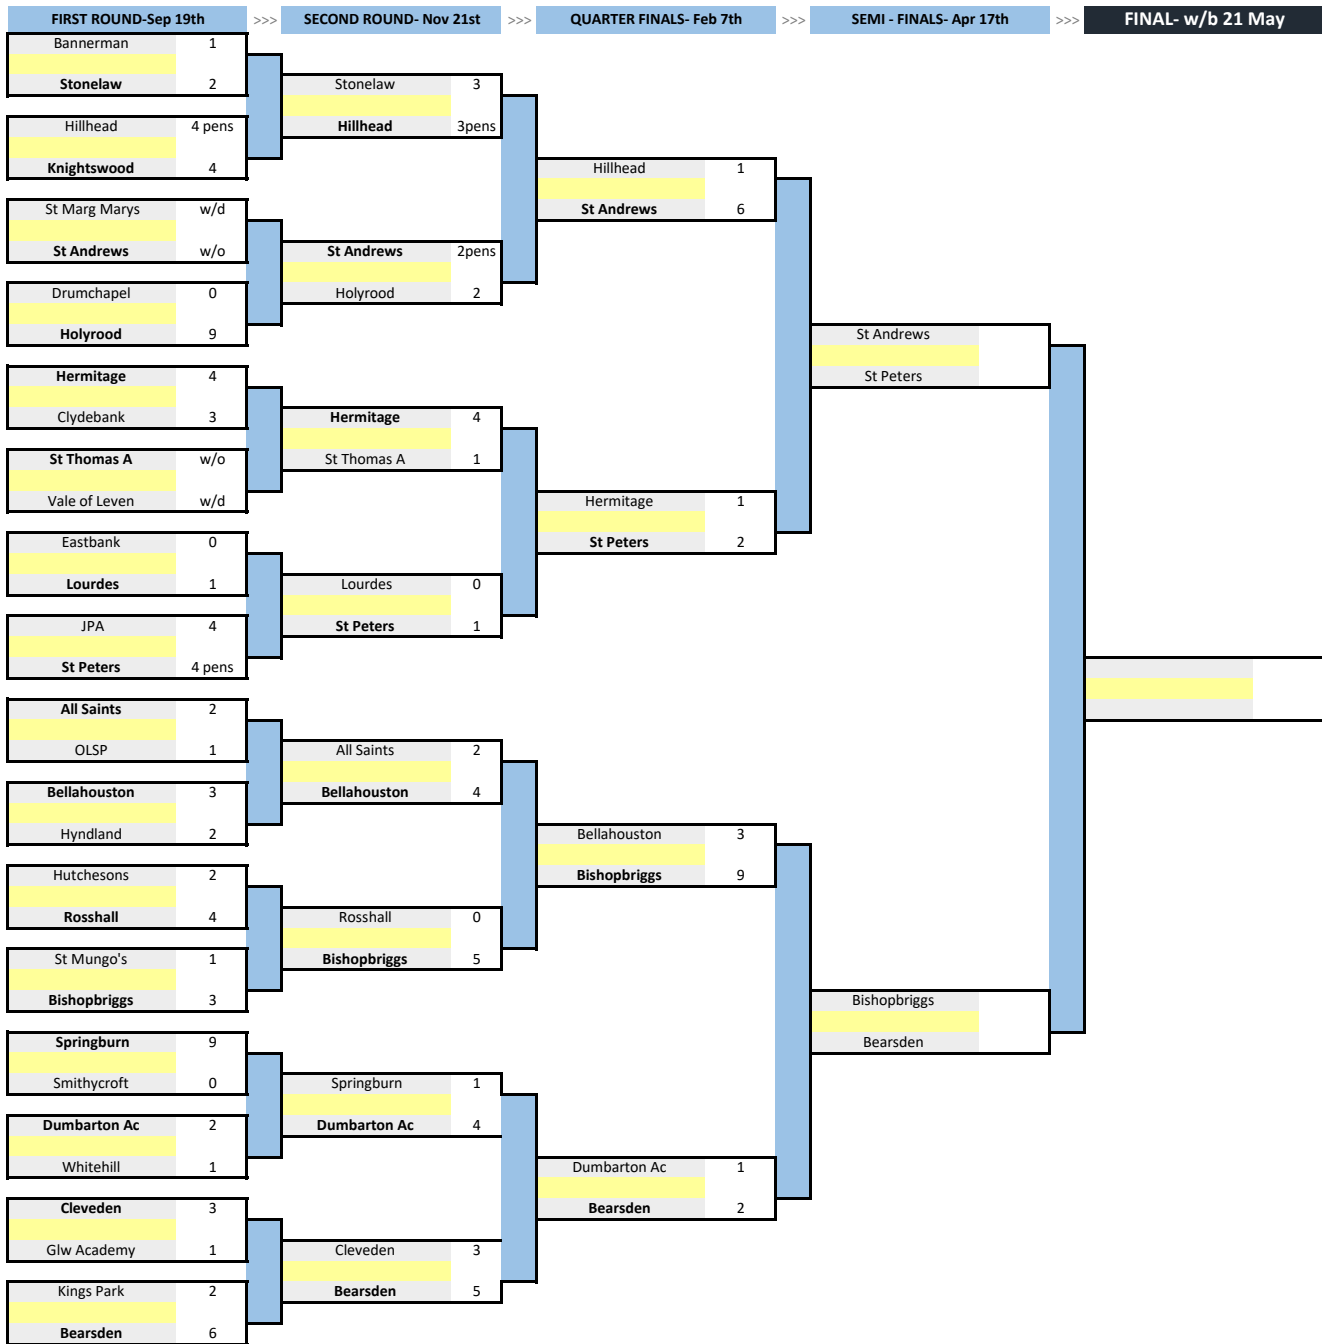 FIRST ROUND-Sep 19th >>> SECOND ROUND- Nov 21st >>> QUARTER FINALS- Feb 7th >>> SEMI - FINALS- Apr 17th >>> FINAL- w/b 21 May
Bannerman 1
Stonelaw 2
Hillhead 4 pens
Knightswood 4
St Marg Marys w/d
St Andrews w/o
Drumchapel 0
Holyrood 9
Hermitage 4
Clydebank 3
St Thomas A w/o
Vale of Leven w/d
Eastbank 0
Lourdes 1
JPA 4
St Peters 4 pens
All Saints 2
OLSP 1
Bellahouston 3
Hyndland 2
Hutchesons 2
Rosshall 4
St Mungo's 1
Bishopbriggs 3
Springburn 9
Smithycroft 0
Dumbarton Ac 2
Whitehill 1
Cleveden 3
Glw Academy 1
Kings Park 2
Bearsden 6
Stonelaw 3
Hillhead 3pens
St Andrews 2pens
Holyrood 2
Hermitage 4
St Thomas A 1
Lourdes 0
St Peters 1
All Saints 2
Bellahouston 4
Rosshall 0
Bishopbriggs 5
Springburn 1
Dumbarton Ac 4
Cleveden 3
Bearsden 5
Hillhead 1
St Andrews 6
Hermitage 1
St Peters 2
Bellahouston 3
Bishopbriggs 9
Dumbarton Ac 1
Bearsden 2
St Andrews
St Peters
Bishopbriggs
Bearsden